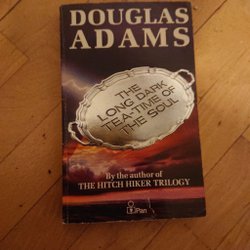 DOUGLAS
ADAMS
THE
LONG DARK
TEA-TIME OF
THE SOUL
By the author of
THE HITCH HIKER TRILOGY
Pan